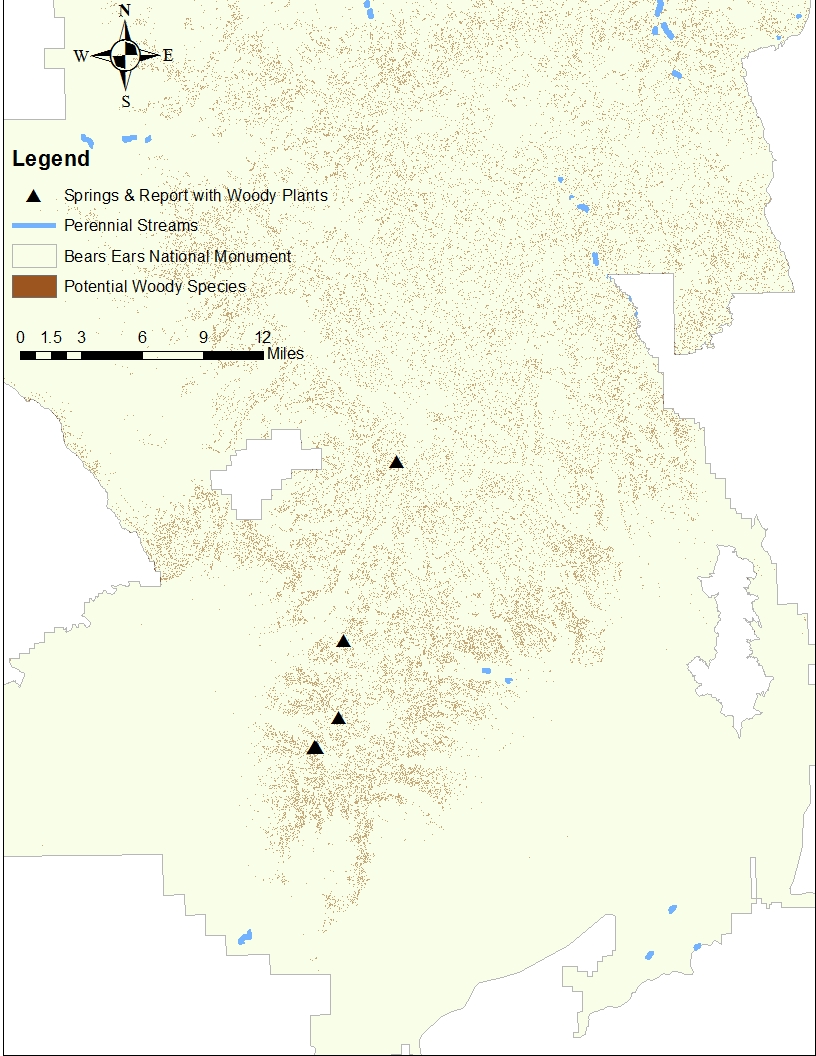 N
W E
S
Legend
Springs & Report with Woody Plants
Perennial Streams
Bears Ears National Monument
Potential Woody Species
0 1.5 3 6 9 12
Miles